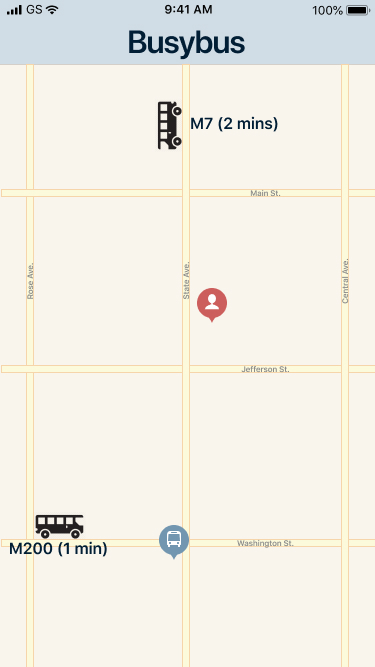 GS 9:41 AM 100%
Busybus
M7 (2 mins)
Main St.
Rose Ave.
State Ave.
Central Ave.
Jefferson St.
M200 (1 min)
Washington St.